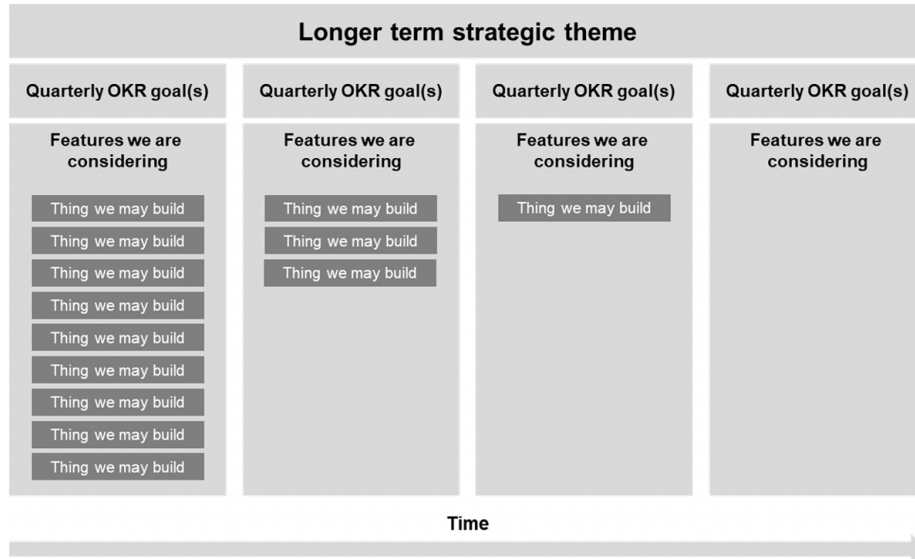 Longer term strategic theme
Quarterly OKR goal(s)
Quarterly OKR goal(s)
Quarterly OKR goal(s)
Quarterly OKR goal(s)
Features we are
considering
Thing we may build
Thing we may build
Thing we may build
Thing we may build
Thing we may build
Thing we may build
Thing we may build
Thing we may build
Thing we may build
Features we are
considering
Thing we may build
Thing we may build
Thing we may build
Features we are
considering
Thing we may build
Features we are
considering
Time